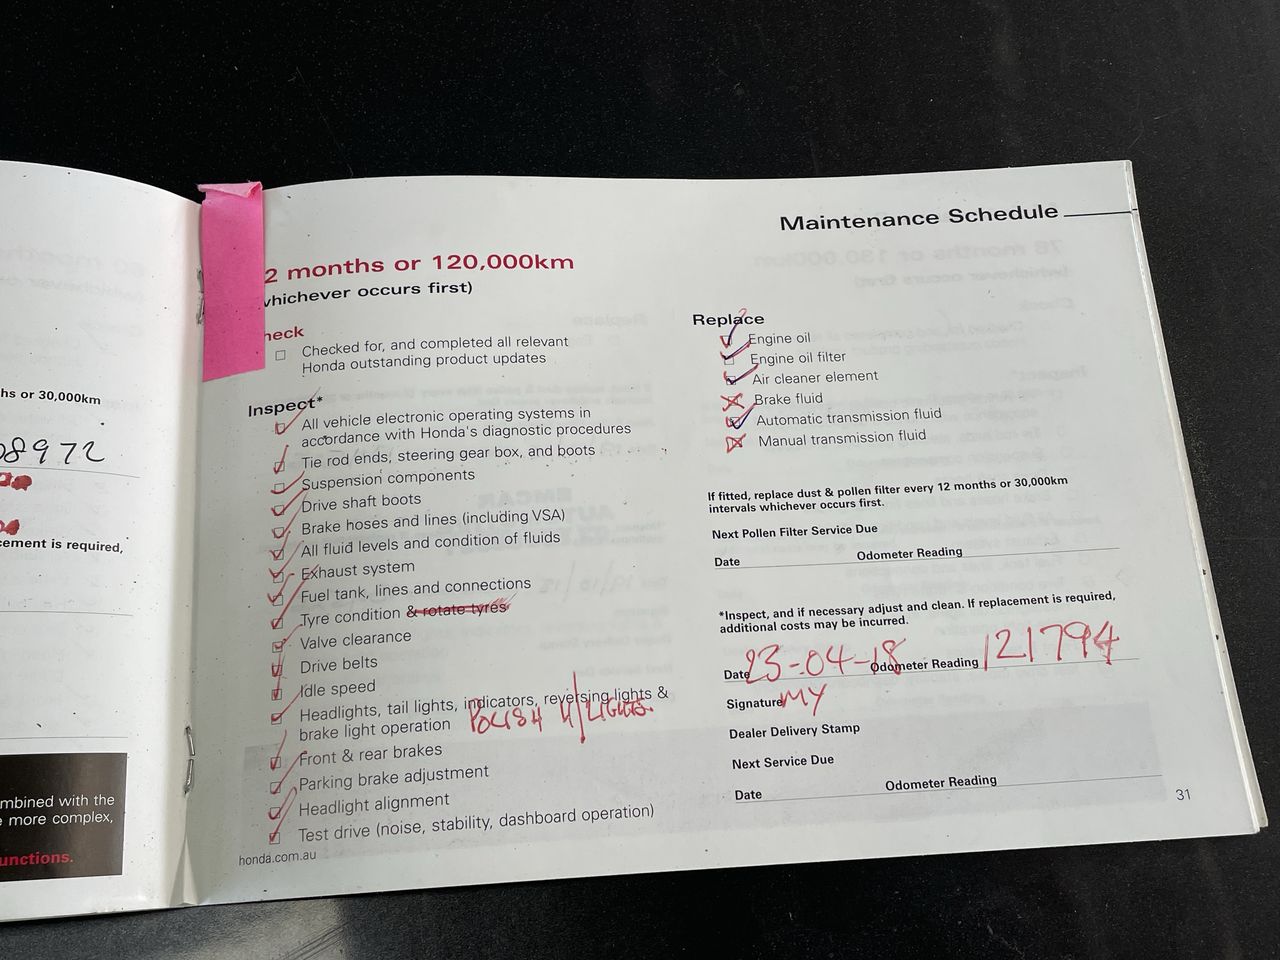 hs or 30,000km
08972
cement is required,
mbined with the
e more complex,
unctions.
Maintenance Schedule
2 months or 120,000km
whichever occurs first)
heck
Checked for, and completed all relevant
Honda outstanding product updates
Inspect*
All vehicle electronic operating systems in
accordance with Honda's diagnostic procedures
Tie rod ends, steering gear box, and boots
Suspension components
Drive shaft boots
Brake hoses and lines (including VSA)
All fluid levels and condition of fluids
Exhaust system
Fuel tank, lines and connections
Tyre condition & rotate tyres
Valve clearance
Drive belts
Idle speed
Headlights, tail lights, indicators, reversing lights &
brake light operation POLISH H/LIGHTS.
Front & rear brakes
Parking brake adjustment
Headlight alignment
Test drive (noise, stability, dashboard operation)
honda.com.au
Replace
Engine oil
Engine oil filter
Air cleaner element
Brake fluid
Automatic transmission fluid
Manual transmission fluid
If fitted, replace dust & pollen filter every 12 months or 30,000km
intervals whichever occurs first.
Next Pollen Filter Service Due
Date Odometer Reading
*Inspect, and if necessary adjust and clean. If replacement is required,
additional costs may be incurred.
Date 23-04-18 Odometer Reading 121794
Signature MY
Dealer Delivery Stamp
Next Service Due
Date Odometer Reading
31